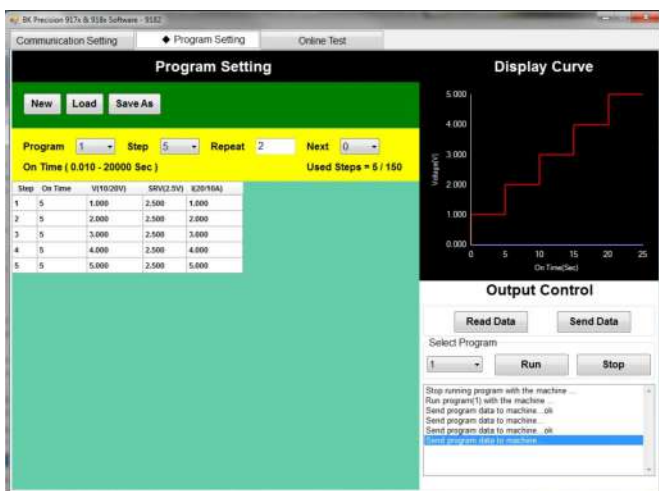 BK Precision 917x & 918x Software - 9182
Communication Setting
◆ Program Setting
Online Test
Program Setting
New Load Save As
Program 1 Step 5 Repeat 2 Next 0
On Time ( 0.010 - 20000 Sec ) Used Steps = 5 / 150
Step On Time V(10/20V) SRV(2.5V) I(20/10A)
1 5 1.000 2.500 1.000
2 5 2.000 2.500 2.000
3 5 3.000 2.500 3.000
4 5 4.000 2.500 4.000
5 5 5.000 2.500 5.000
Display Curve
Voltage(V)
5.000
4.000
3.000
2.000
1.000
0.000
0 5 10 15 20 25
On Time(Sec)
Output Control
Read Data Send Data
Select Program
1 Run Stop
Stop running program with the machine ...
Run program(1) with the machine ...
Send program data to machine...ok
Send program data to machine...
Send program data to machine...ok
Send program data to machine...